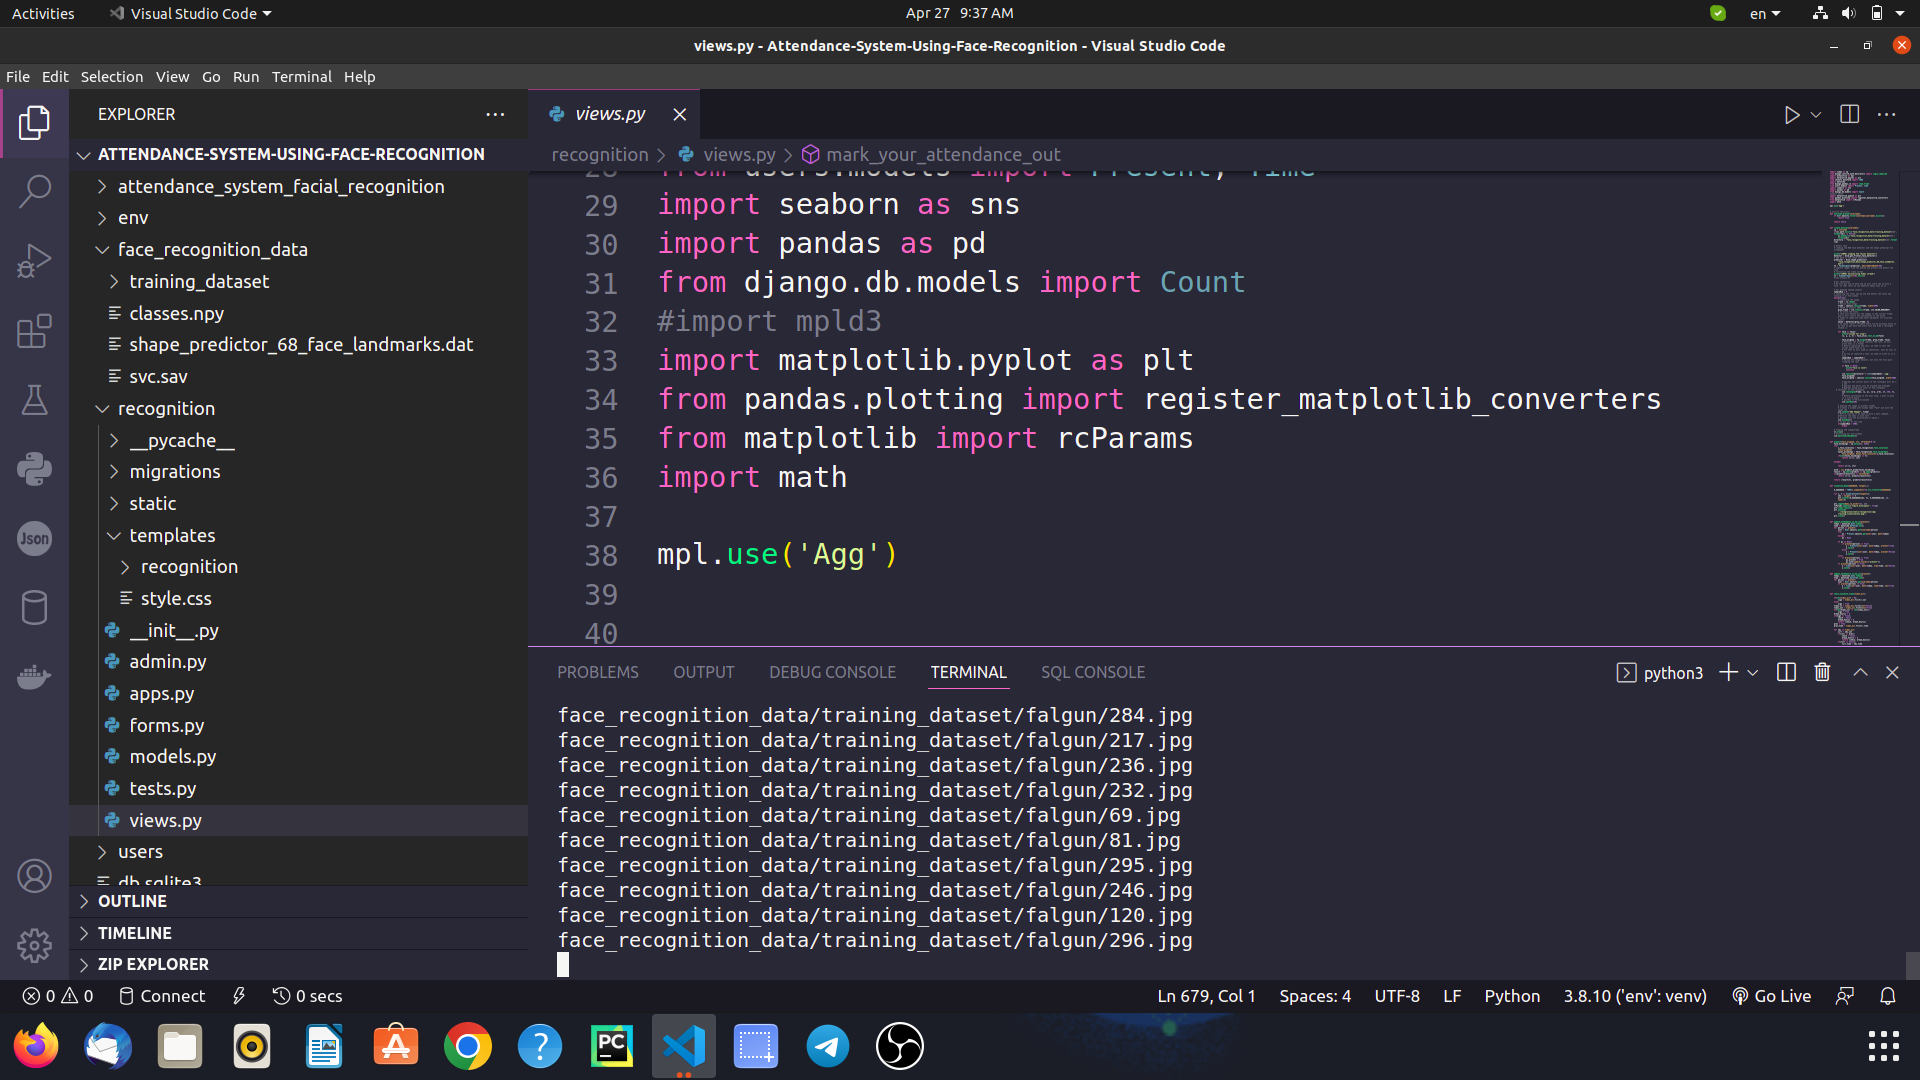 Activities
Visual Studio Code
Apr 27 9:37 AM
en
views.py - Attendance-System-Using-Face-Recognition - Visual Studio Code
File Edit Selection View Go Run Terminal Help
EXPLORER
ATTENDANCE-SYSTEM-USING-FACE-RECOGNITION
attendance_system_facial_recognition
env
face_recognition_data
training_dataset
classes.npy
shape_predictor_68_face_landmarks.dat
svc.sav
recognition
__pycache__
migrations
static
templates
recognition
style.css
__init__.py
admin.py
apps.py
forms.py
models.py
tests.py
views.py
users
db.sqlite3
OUTLINE
TIMELINE
ZIP EXPLORER
Json
views.py
recognition > views.py > mark_your_attendance_out
28 from users.models import Present, Time
29 import seaborn as sns
30 import pandas as pd
31 from django.db.models import Count
32 #import mpld3
33 import matplotlib.pyplot as plt
34 from pandas.plotting import register_matplotlib_converters
35 from matplotlib import rcParams
36 import math
37
38 mpl.use('Agg')
39
40
PROBLEMS OUTPUT DEBUG CONSOLE TERMINAL SQL CONSOLE
python3
face_recognition_data/training_dataset/falgun/284.jpg
face_recognition_data/training_dataset/falgun/217.jpg
face_recognition_data/training_dataset/falgun/236.jpg
face_recognition_data/training_dataset/falgun/232.jpg
face_recognition_data/training_dataset/falgun/69.jpg
face_recognition_data/training_dataset/falgun/81.jpg
face_recognition_data/training_dataset/falgun/295.jpg
face_recognition_data/training_dataset/falgun/246.jpg
face_recognition_data/training_dataset/falgun/120.jpg
face_recognition_data/training_dataset/falgun/296.jpg
0 0 Connect 0 secs
Ln 679, Col 1 Spaces: 4 UTF-8 LF Python 3.8.10 ('env': venv) Go Live
PC